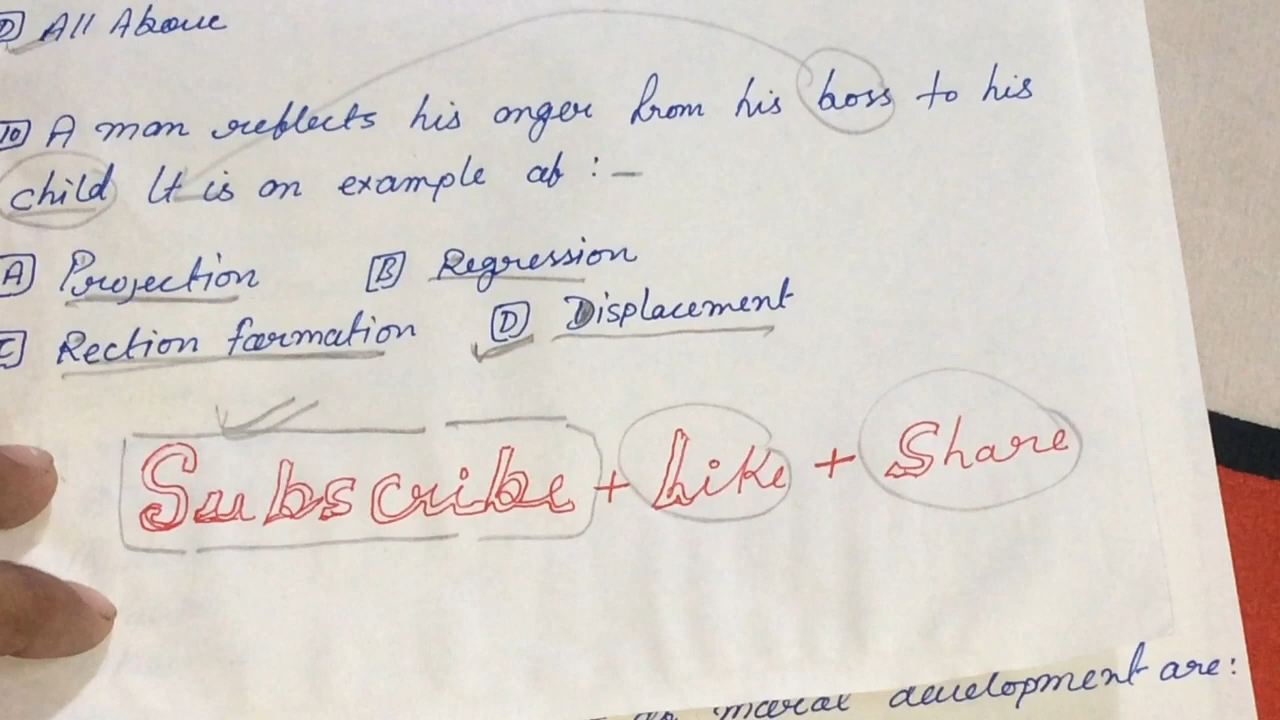 D All Above
10 A man reflects his anger from his boss to his
child It is an example of :-
A Projection B Regression
C Rection formation D Displacement
Subscribe + Like + Share
moral development are: